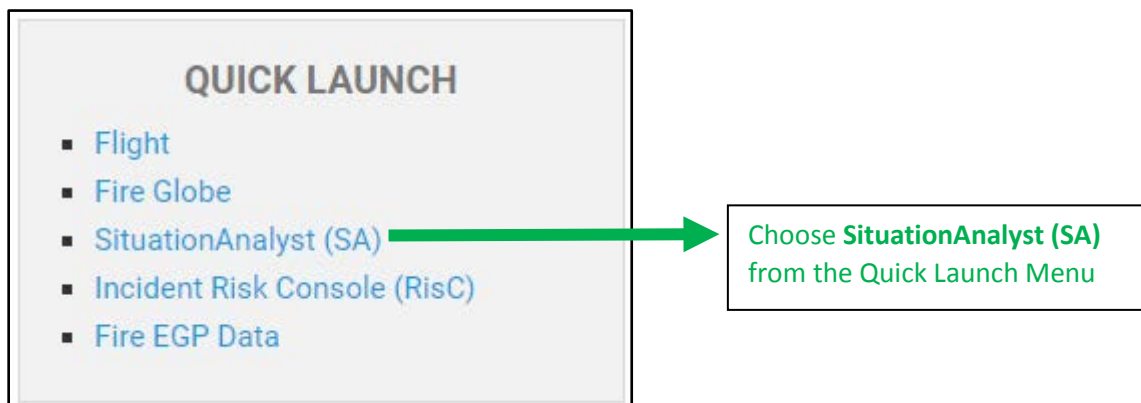 QUICK LAUNCH
Flight
Fire Globe
SituationAnalyst (SA)
Incident Risk Console (RisC)
Fire EGP Data
Choose SituationAnalyst (SA)
from the Quick Launch Menu